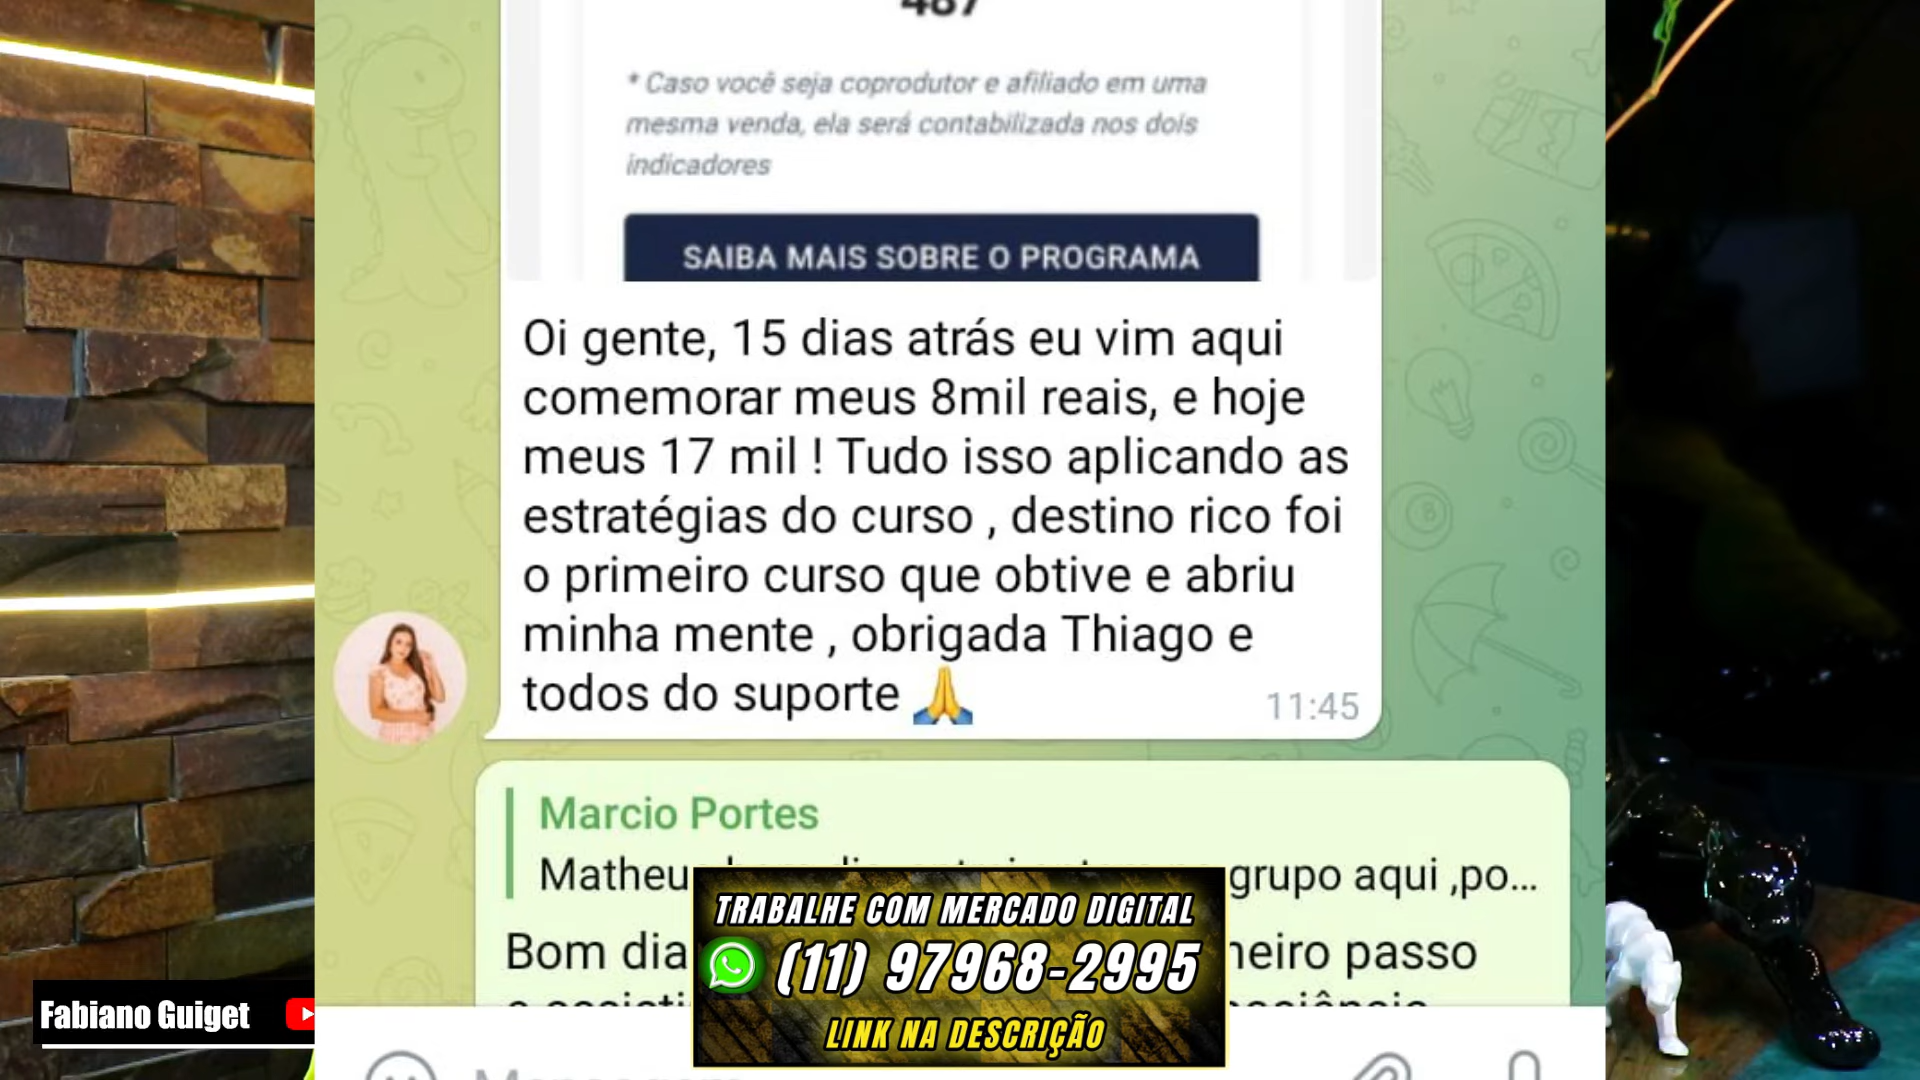 487
* Caso você seja coprodutor e afiliado em uma
mesma venda, ela será contabilizada nos dois
indicadores
SAIBA MAIS SOBRE O PROGRAMA
Oi gente, 15 dias atrás eu vim aqui
comemorar meus 8mil reais, e hoje
meus 17 mil ! Tudo isso aplicando as
estratégias do curso , destino rico foi
o primeiro curso que obtive e abriu
minha mente , obrigada Thiago e
todos do suporte 🙏
11:45
Marcio Portes
grupo aqui ,po...
Bom dia
passo
TRABALHE COM MERCADO DIGITAL
(11) 97968-2995
LINK NA DESCRIÇÃO
Fabiano Guiget